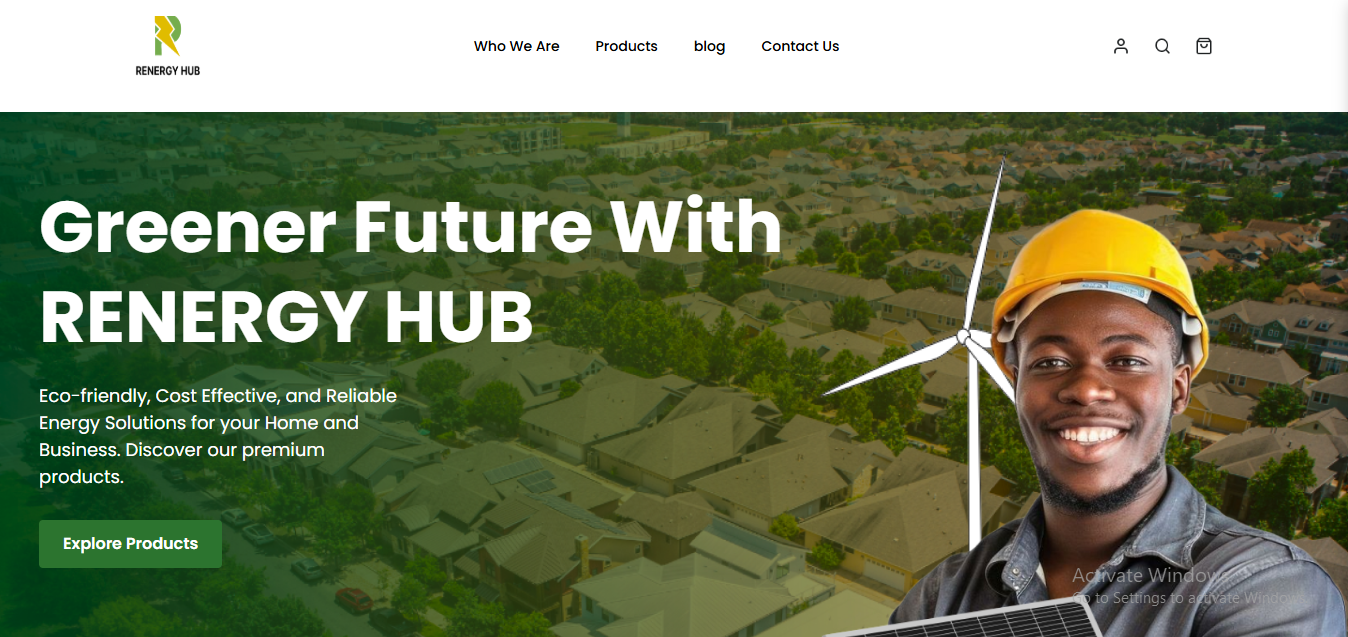 RENERGY HUB
Who We Are
Products
blog
Contact Us
Greener Future With
RENERGY HUB
Eco-friendly, Cost Effective, and Reliable
Energy Solutions for your Home and
Business. Discover our premium
products.
Explore Products
Activate Windows
Go to Settings to activate Windows.